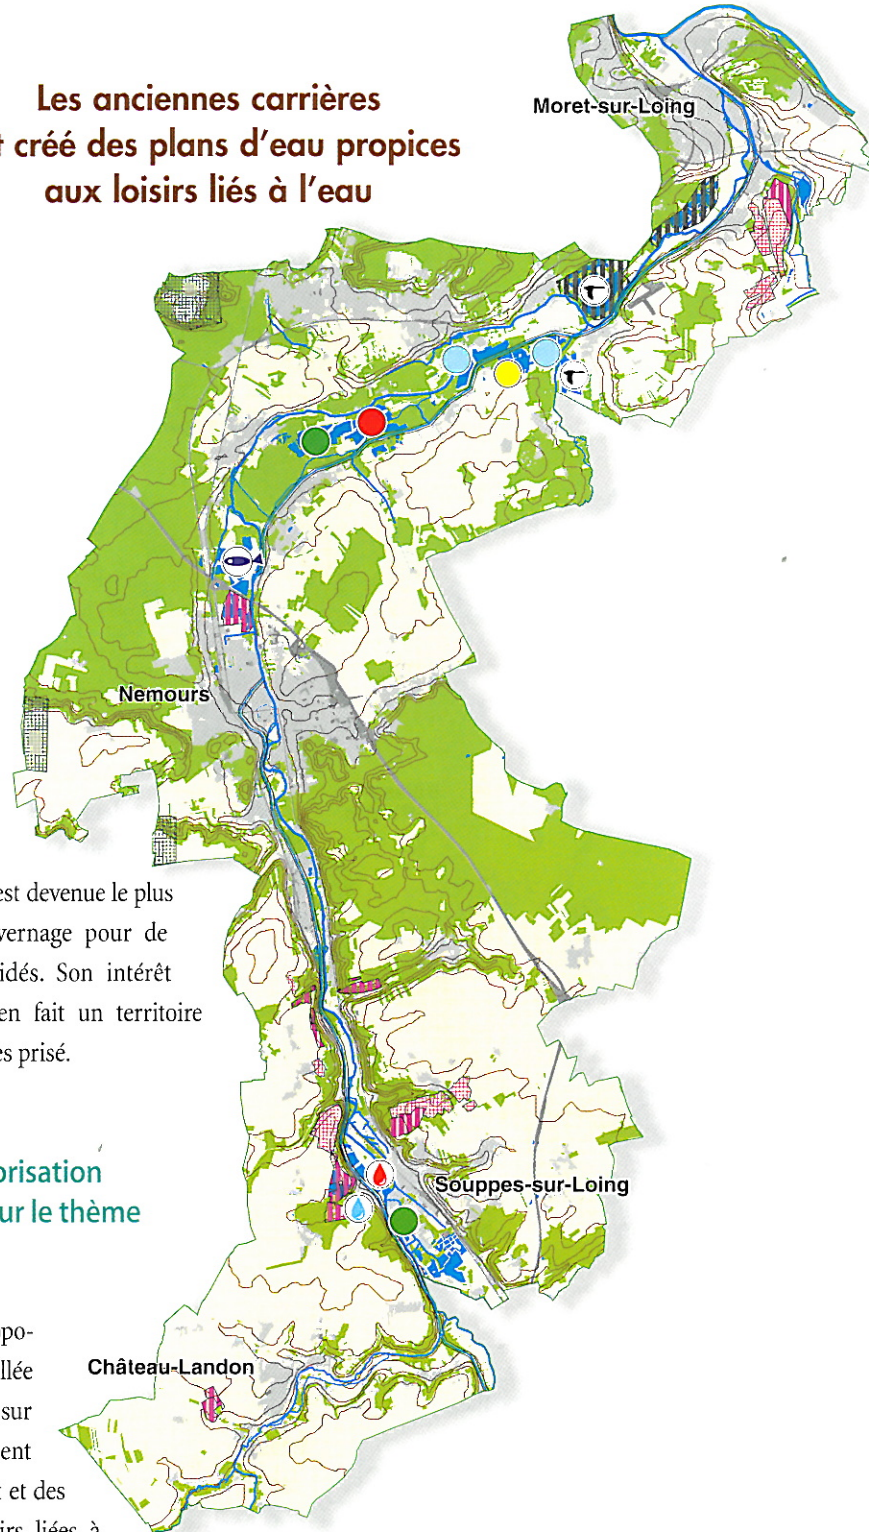 Les anciennes carrières
t créé des plans d'eau propices
aux loisirs liés à l'eau
Moret-sur-Loing
Nemours
est devenue le plus
vernage pour de
idés. Son intérêt
en fait un territoire
es prisé.
orisation
ur le thème
Souppes-sur-Loing
po-
llée
Château-Landon
sur
ent
t et des
irs liées à